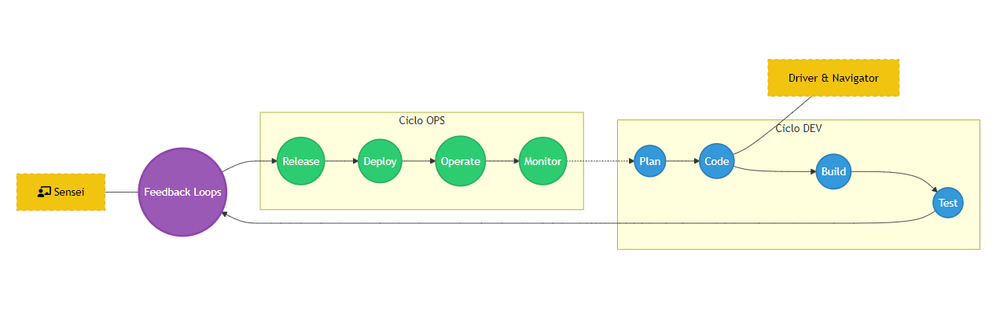 Driver & Navigator
Ciclo OPS
Ciclo DEV
Release
Deploy
Operate
Monitor
Plan
Code
Build
Sensei
Feedback Loops
Test